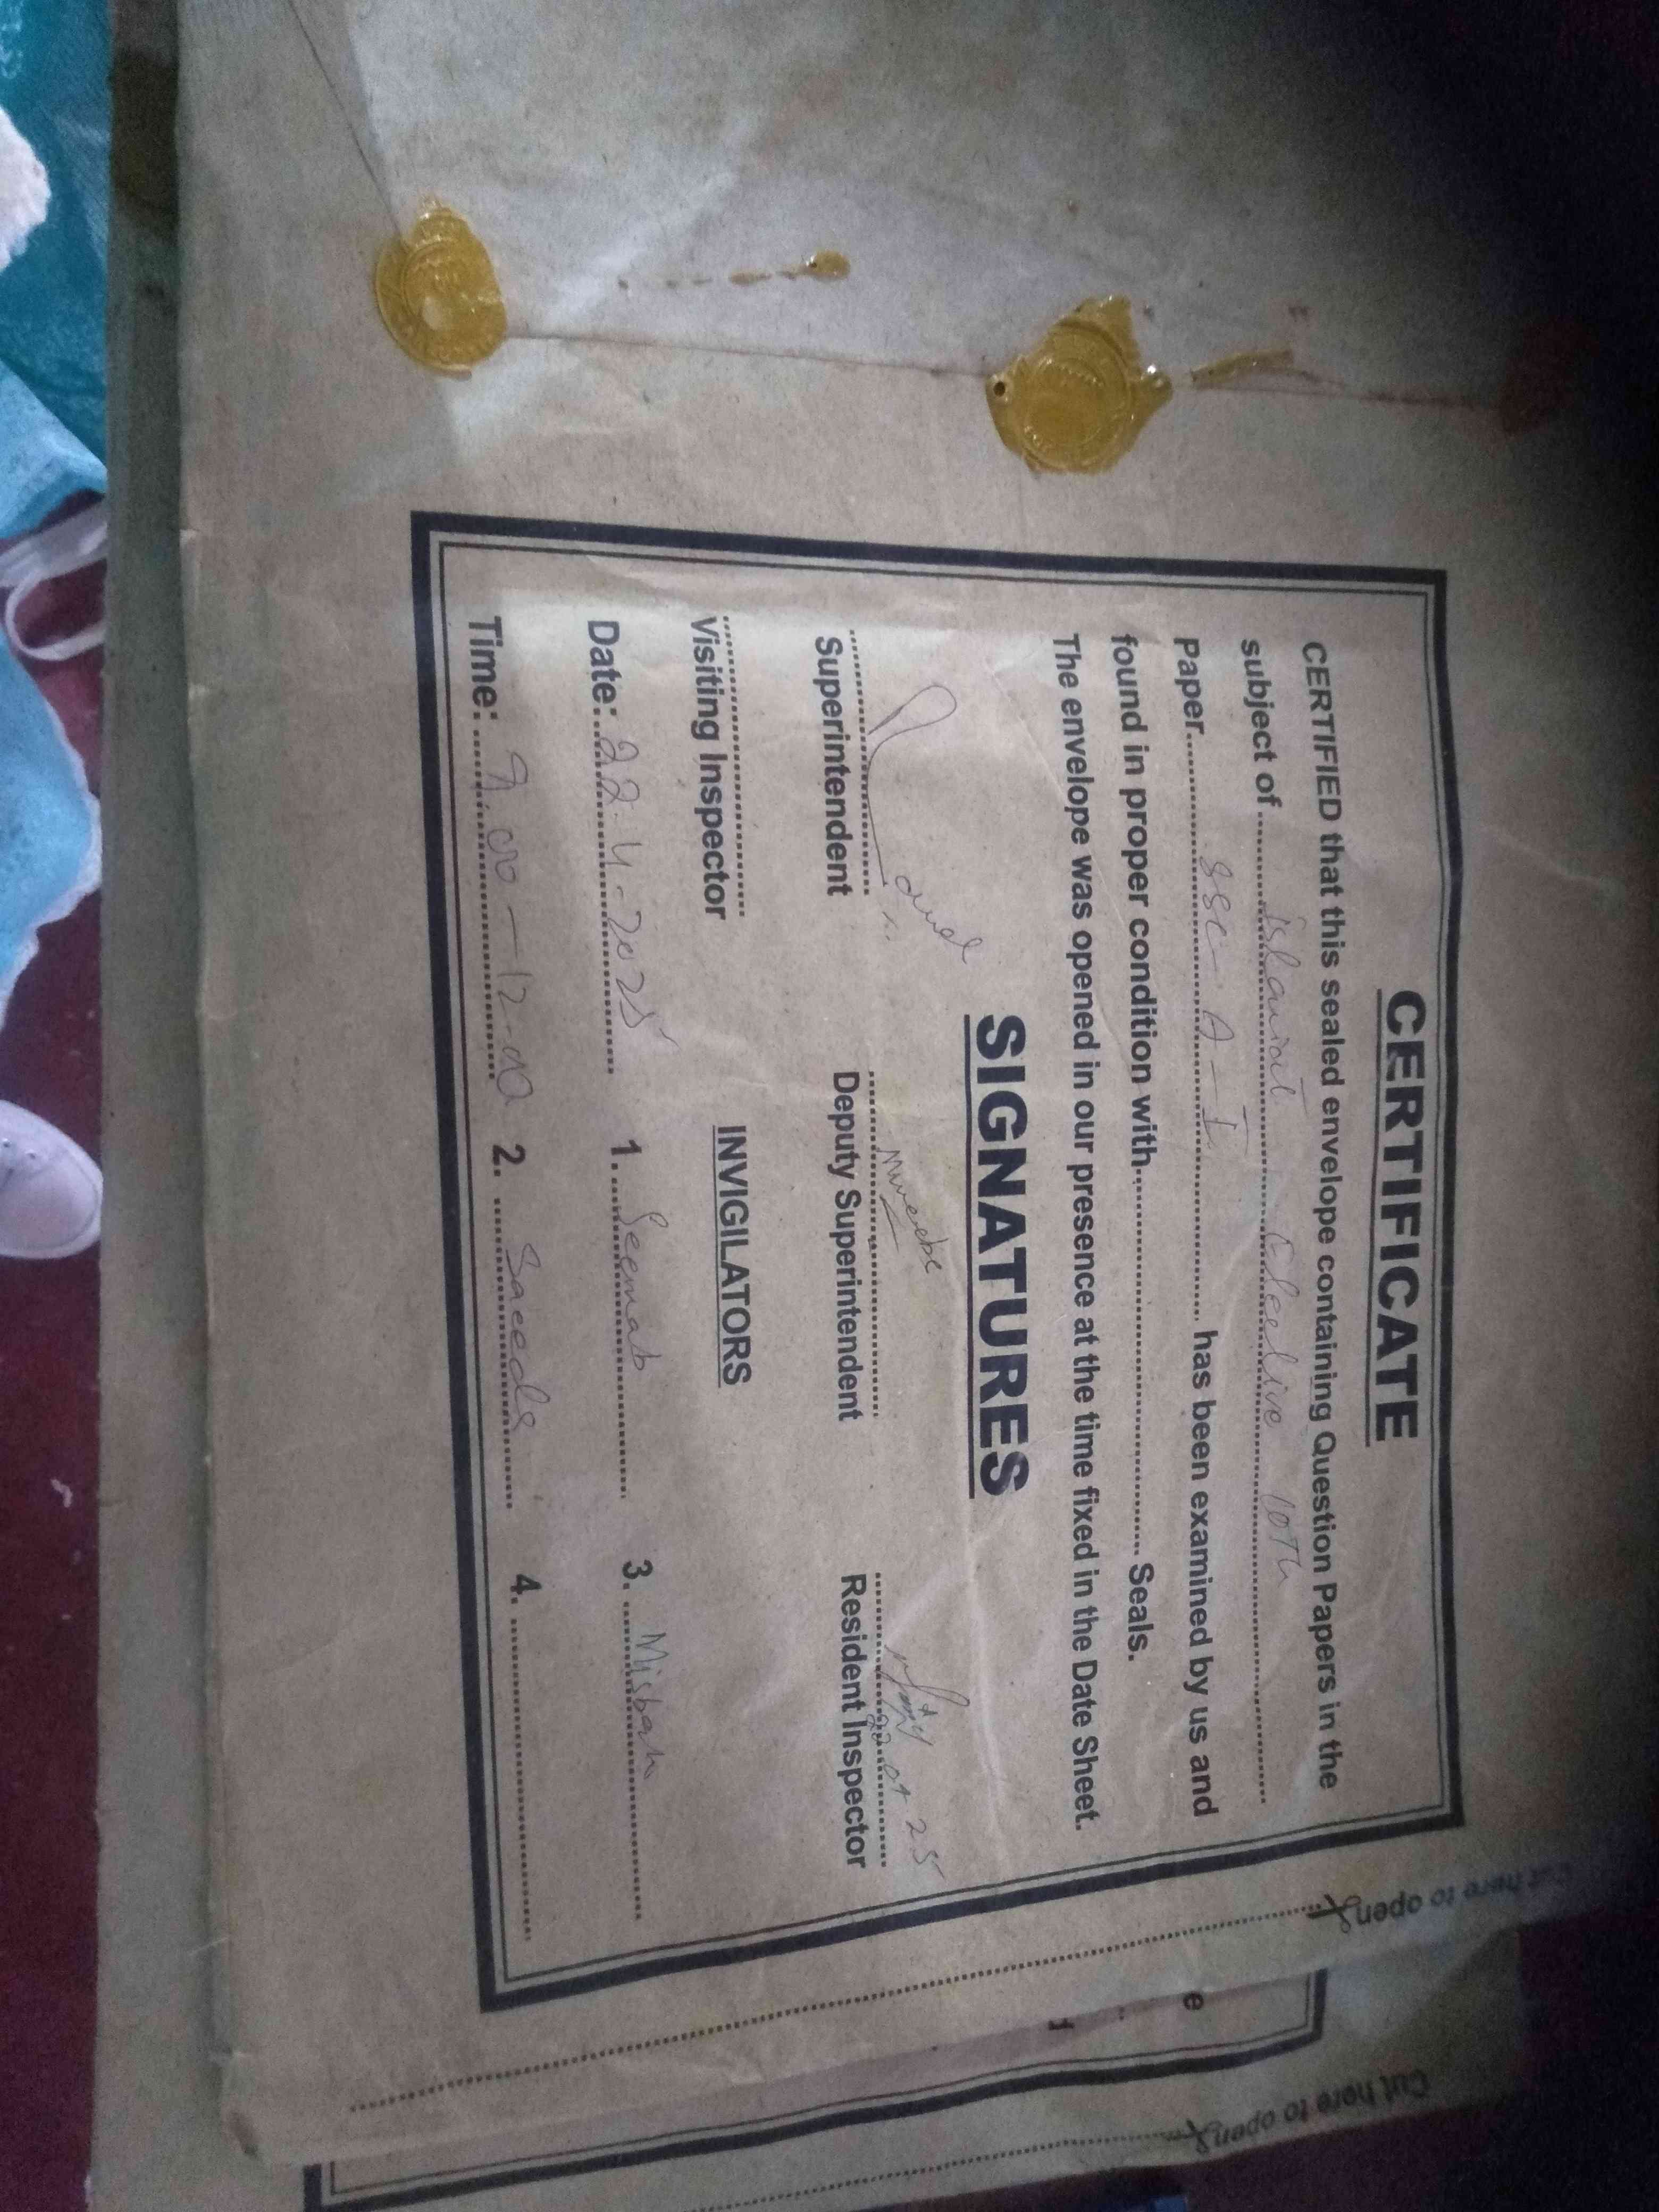 CERTIFICATE
CERTIFIED that this sealed envelope containing Question Papers in the
subject of islamiat Elective 10Th
Paper SSC-A-I has been examined by us and
found in proper condition with Seals.
The envelope was opened in our presence at the time fixed in the Date Sheet.
SIGNATURES
Muneeba
Superintendent Deputy Superintendent Resident Inspector
Visiting Inspector INVIGILATORS
Date: 22-4-2025 1. Seemab 3. Misbah
Time: 9.00-12-00 2. Saeeda 4.
Cut here to open
Cut here to open